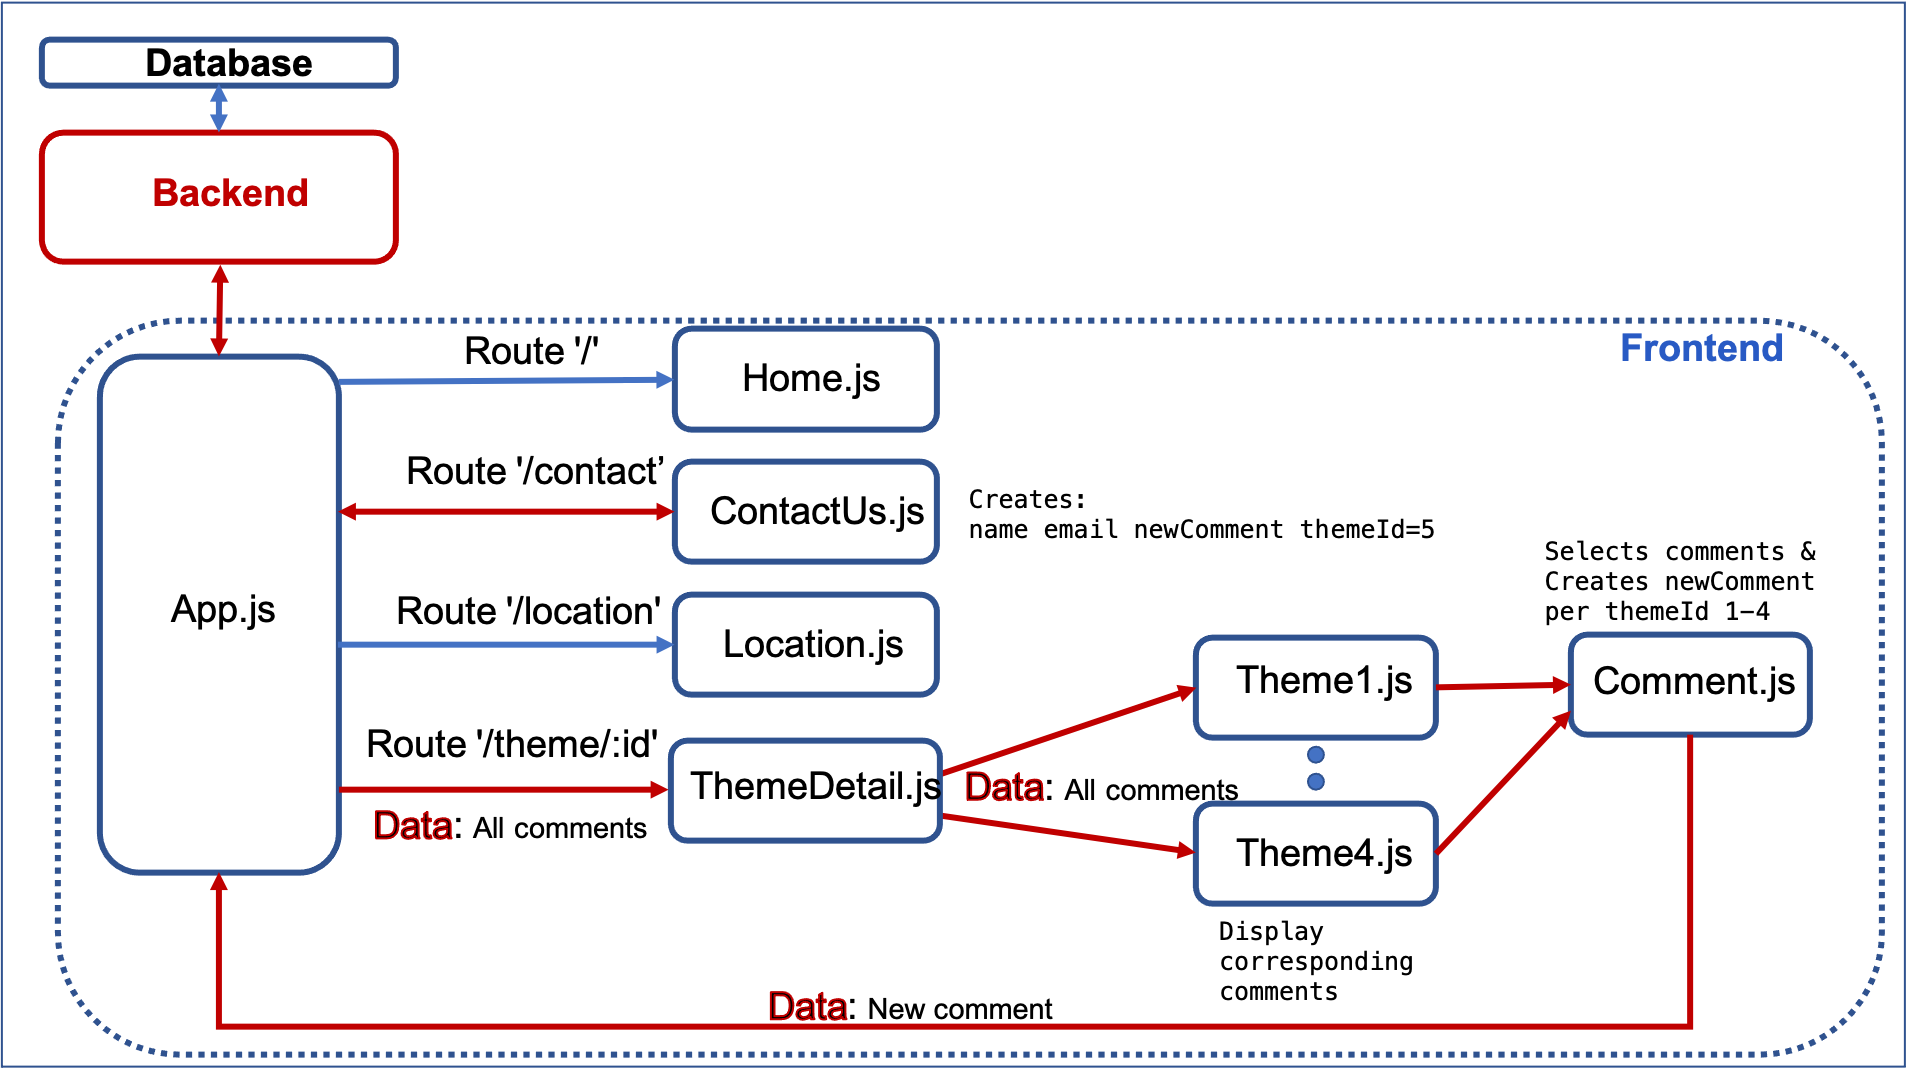 Database
Backend
Frontend
Route '/'
Home.js
Route '/contact’
ContactUs.js
Creates:
name email newComment themeId=5
Selects comments &
Creates newComment
per themeId 1–4
App.js
Route '/location'
Location.js
Theme1.js
Comment.js
Route '/theme/:id'
ThemeDetail.js
Data: All comments
Data: All comments
Theme4.js
Display
corresponding
comments
Data: New comment